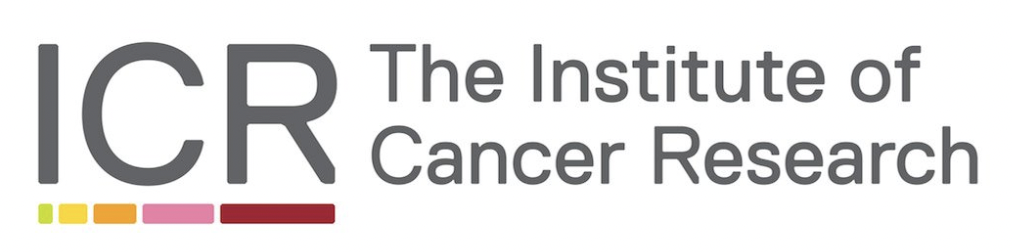 ICR
The Institute of
Cancer Research